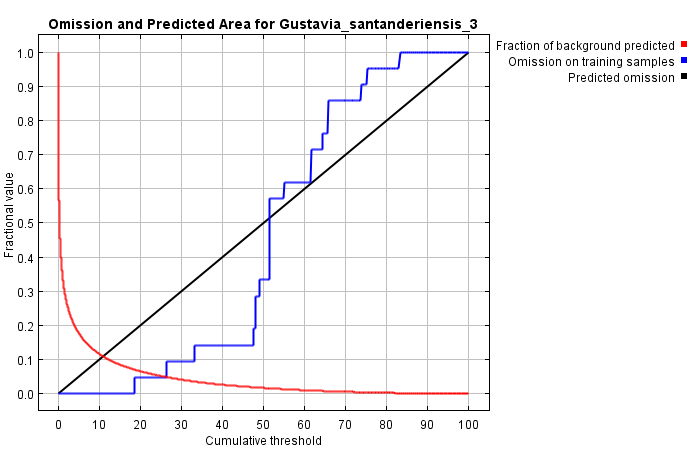 Omission and Predicted Area for Gustavia_santanderiensis_3
Fraction of background predicted
Omission on training samples
Predicted omission
1.0
0.9
0.8
0.7
0.6
0.5
0.4
0.3
0.2
0.1
0.0
Fractional value
0 10 20 30 40 50 60 70 80 90 100
Cumulative threshold